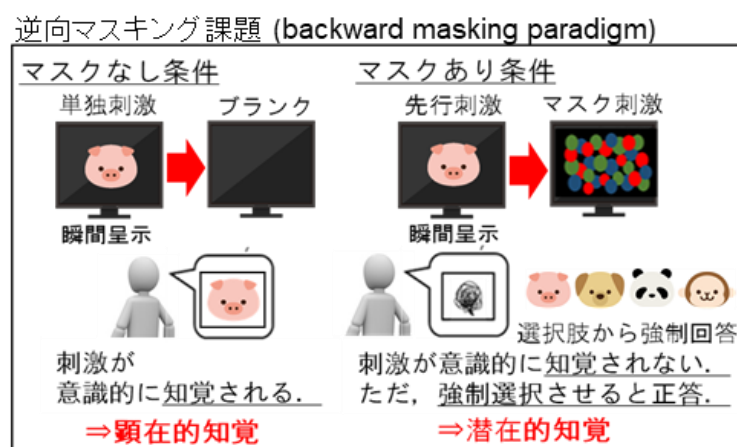 逆向マスキング課題 (backward masking paradigm)
マスクなし条件
単独刺激 ブランク
瞬間呈示
刺激が
意識的に知覚される.
⇒顕在的知覚
マスクあり条件
先行刺激 マスク刺激
瞬間呈示
選択肢から強制回答
刺激が意識的に知覚されない.
ただ，強制選択させると正答.
⇒潜在的知覚